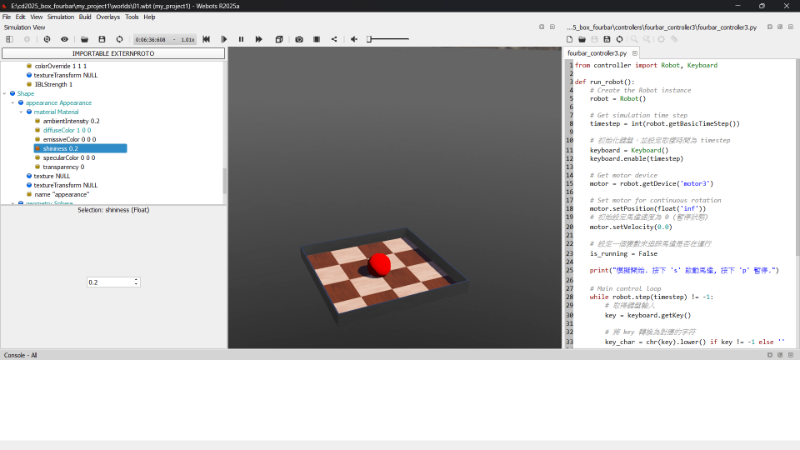 E:\cd2025_box_fourbar\my_project1\worlds\01.wbt (my_project1) - Webots R2025a
File Edit View Simulation Build Overlays Tools Help
Simulation View
...5_box_fourbar\controllers\fourbar_controller3\fourbar_controller3.py
0:06:26:608 - 1.01x
IMPORTABLE EXTERNPROTO
colorOverride 1 1 1
textureTransform NULL
IBLStrength 1
Shape
appearance Appearance
material Material
ambientIntensity 0.2
diffuseColor 1 0 0
emissiveColor 0 0 0
shininess 0.2
specularColor 0 0 0
transparency 0
texture NULL
textureTransform NULL
name "appearance"
geometry Sphere
Selection: shininess (Float)
0.2
fourbar_controller3.py
1 from controller import Robot, Keyboard
2
3 def run_robot():
4 # Create the Robot instance
5 robot = Robot()
6
7 # Get simulation time step
8 timestep = int(robot.getBasicTimeStep())
9
10 # 初始化鍵盤，並設定取樣時間為 timestep
11 keyboard = Keyboard()
12 keyboard.enable(timestep)
13
14 # Get motor device
15 motor = robot.getDevice('motor3')
16
17 # Set motor for continuous rotation
18 motor.setPosition(float('inf'))
19 # 初始設定馬達速度為 0 (暫停狀態)
20 motor.setVelocity(0.0)
21
22 # 設定一個變數來追蹤馬達是否在運行
23 is_running = False
24
25 print("模擬開始. 按下 's' 啟動馬達, 按下 'p' 暫停.")
26
27 # Main control loop
28 while robot.step(timestep) != -1:
29 # 取得鍵盤輸入
30 key = keyboard.getKey()
31
32 # 將 key 轉換為對應的字符
33 key_char = chr(key).lower() if key != -1 else ''
Console - All